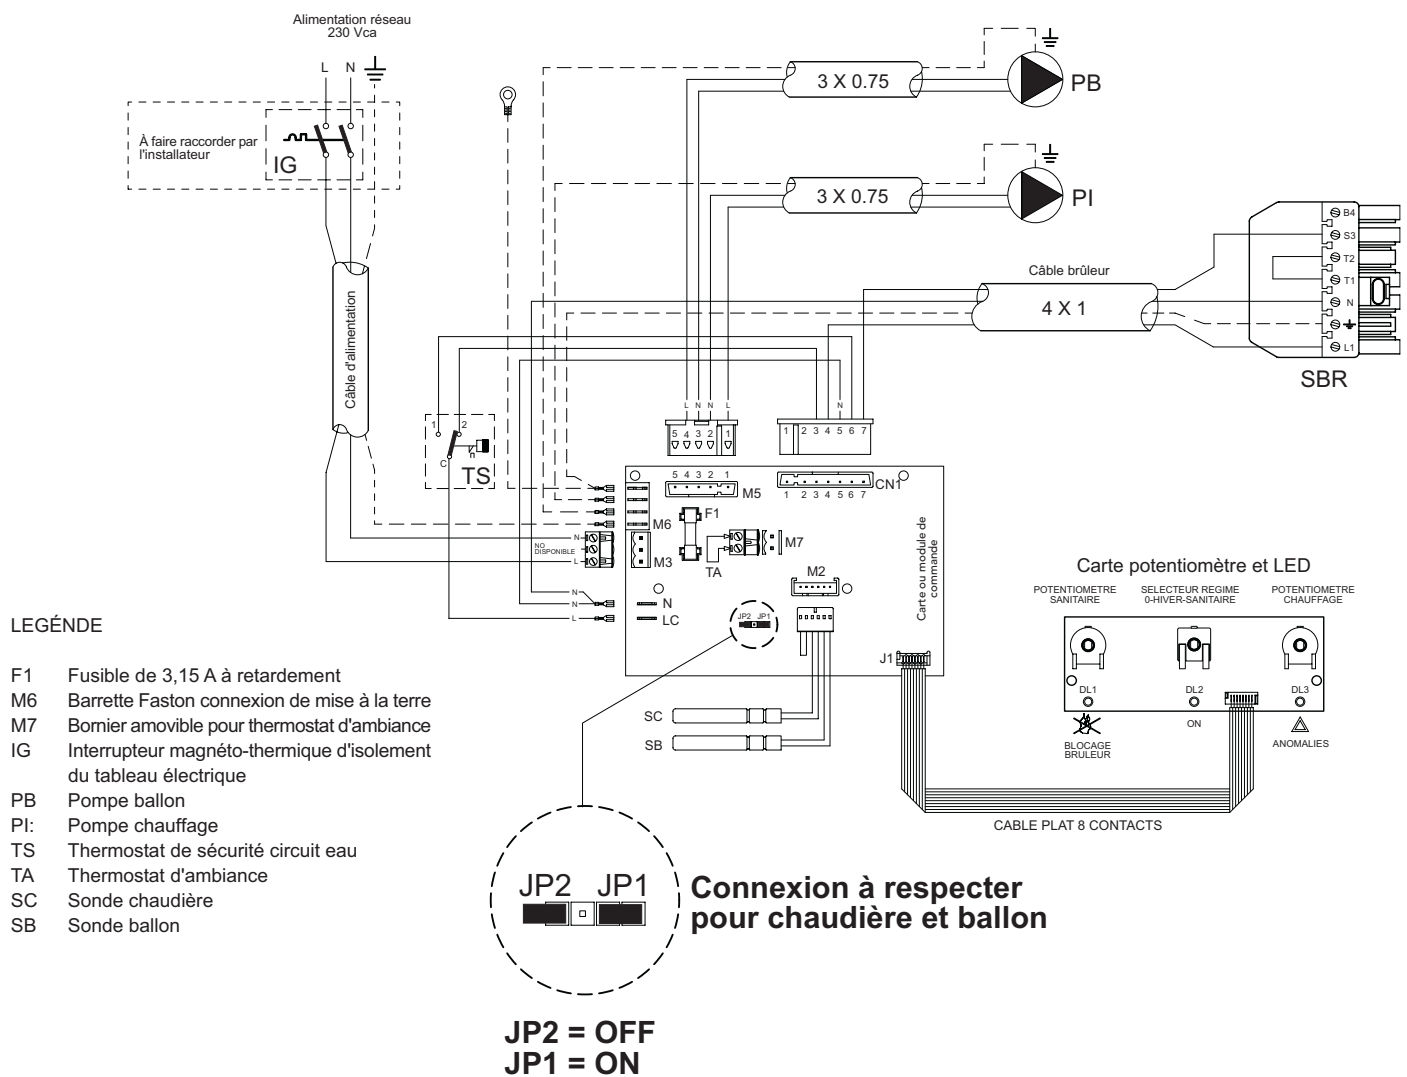 Alimentation réseau
230 Vca
L N
À faire raccorder par
l'installateur
IG
Câble d'alimentation
3 X 0.75
PB
3 X 0.75
PI
Câble brûleur
4 X 1
B4
S3
T2
T1
N
L1
SBR
1 2
C
TS
L N N L
5 4 3 2 1
N
1 2 3 4 5 6 7
5 4 3 2 1
M5
CN1
1 2 3 4 5 6 7
F1
M6
N
NO
DISPONIBLE
L
M3
M7
TA
M2
N
N
L
N
LC
JP2 JP1
J1
Carte ou module de
commande
SC
SB
Carte potentiomètre et LED
POTENTIOMETRE
SANITAIRE
SELECTEUR REGIME
0-HIVER-SANITAIRE
POTENTIOMETRE
CHAUFFAGE
DL1
DL2
DL3
BLOCAGE
BRULEUR
ON
ANOMALIES
CABLE PLAT 8 CONTACTS
LEGÉNDE
F1 Fusible de 3,15 A à retardement
M6 Barrette Faston connexion de mise à la terre
M7 Bornier amovible pour thermostat d'ambiance
IG Interrupteur magnéto-thermique d'isolement
du tableau électrique
PB Pompe ballon
PI: Pompe chauffage
TS Thermostat de sécurité circuit eau
TA Thermostat d'ambiance
SC Sonde chaudière
SB Sonde ballon
JP2 JP1
Connexion à respecter
pour chaudière et ballon
JP2 = OFF
JP1 = ON